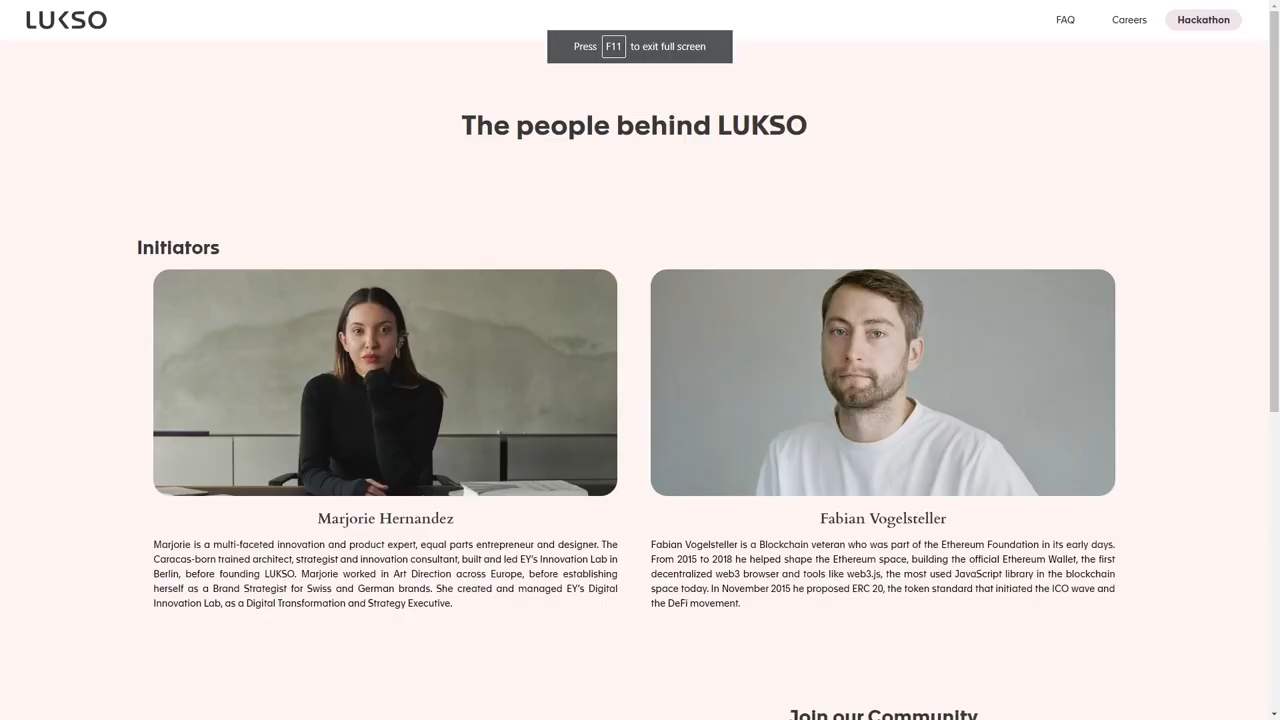 LUKSO
FAQ
Careers
Hackathon
Press F11 to exit full screen
The people behind LUKSO
Initiators
Marjorie Hernandez
Marjorie is a multi-faceted innovation and product expert, equal parts entrepreneur and designer. The
Caracas-born trained architect, strategist and innovation consultant, built and led EY's Innovation Lab in
Berlin, before founding LUKSO. Marjorie worked in Art Direction across Europe, before establishing
herself as a Brand Strategist for Swiss and German brands. She created and managed EY's Digital
Innovation Lab, as a Digital Transformation and Strategy Executive.
Fabian Vogelsteller
Fabian Vogelsteller is a Blockchain veteran who was part of the Ethereum Foundation in its early days.
From 2015 to 2018 he helped shape the Ethereum space, building the official Ethereum Wallet, the first
decentralized web3 browser and tools like web3.js, the most used JavaScript library in the blockchain
space today. In November 2015 he proposed ERC 20, the token standard that initiated the ICO wave and
the DeFi movement.
Join our Community